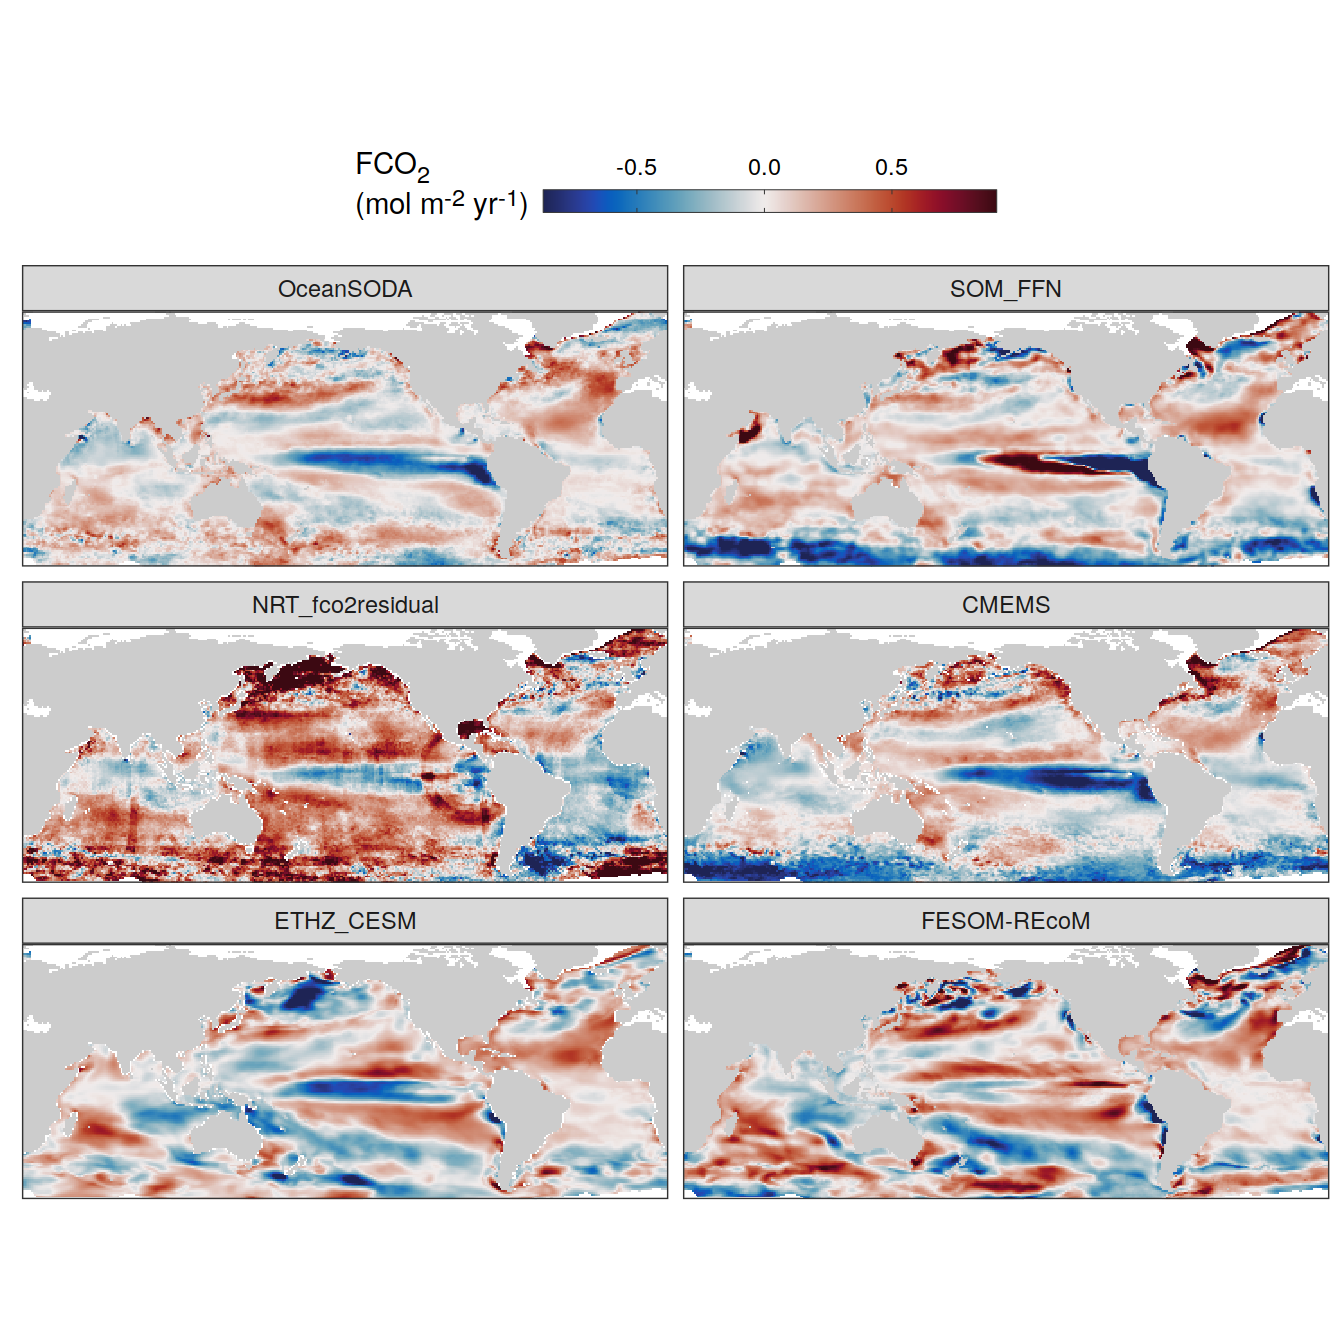 FCO₂
(mol m⁻² yr⁻¹)
-0.5 0.0 0.5
OceanSODA
SOM_FFN
NRT_fco2residual
CMEMS
ETHZ_CESM
FESOM-REcoM